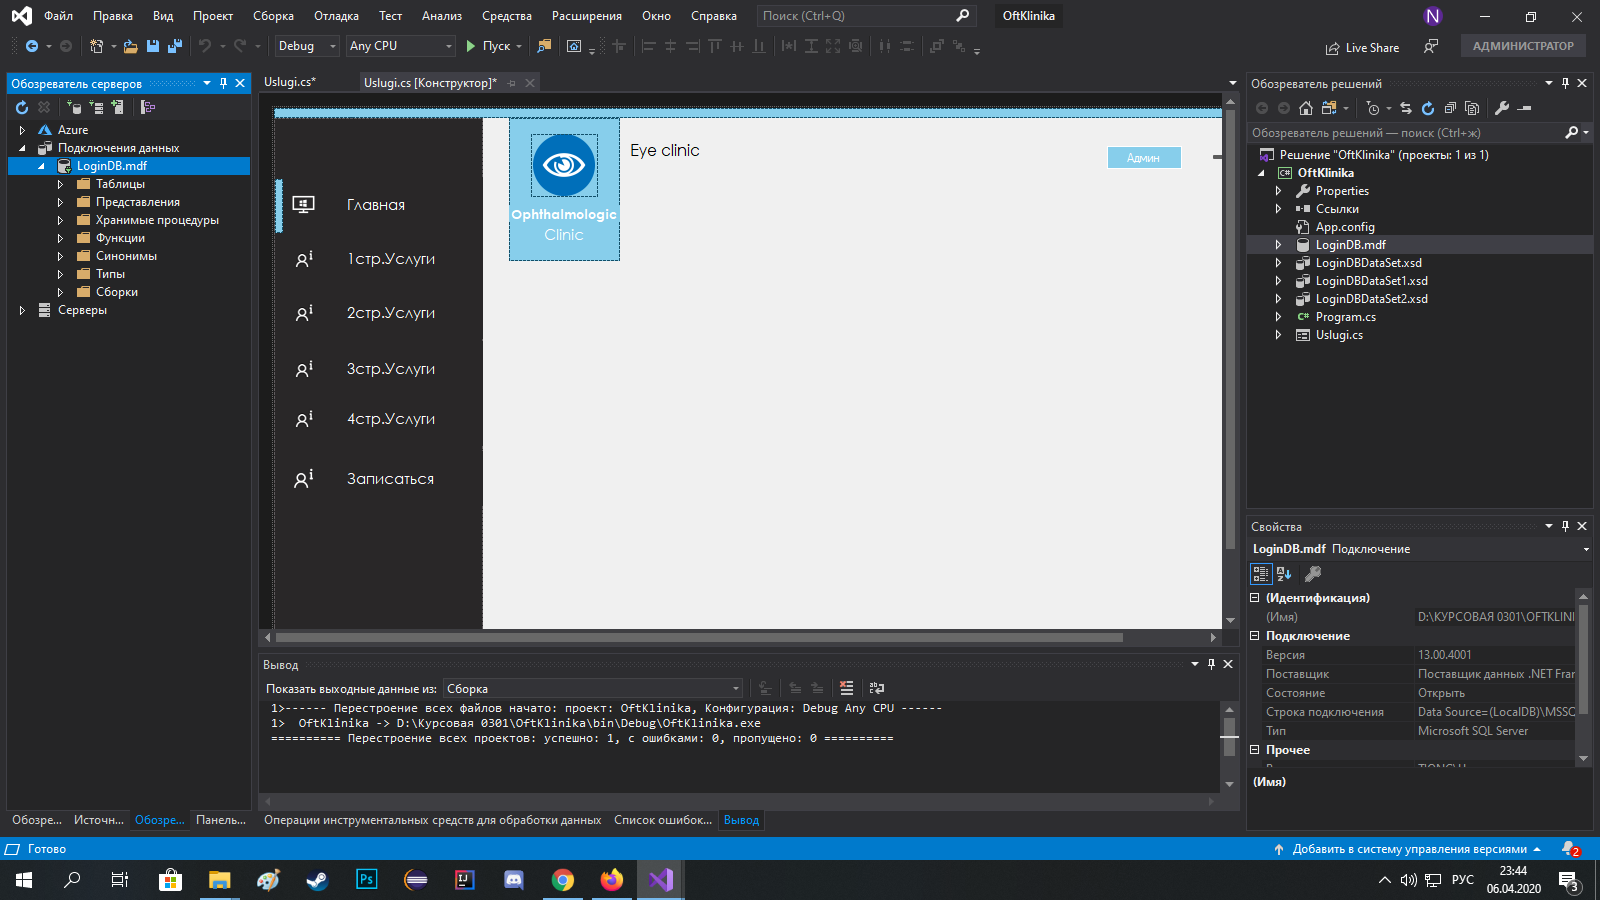 Файл Правка Вид Проект Сборка Отладка Тест Анализ Средства Расширения Окно Справка Поиск (Ctrl+Q) OftKlinika N
Debug Any CPU Пуск Live Share АДМИНИСТРАТОР
Обозреватель серверов
Azure
Подключения данных
LoginDB.mdf
Таблицы
Представления
Хранимые процедуры
Функции
Синонимы
Типы
Сборки
Серверы
Обозре... Источн... Обозре... Панель...
Uslugi.cs* Uslugi.cs [Конструктор]*
Главная
1стр.Услуги
2стр.Услуги
3стр.Услуги
4стр.Услуги
Записаться
Ophthalmologic
Clinic
Eye clinic
Админ
Вывод
Показать выходные данные из: Сборка
1>------ Перестроение всех файлов начато: проект: OftKlinika, Конфигурация: Debug Any CPU ------
1> OftKlinika -> D:\Курсовая 0301\OftKlinika\bin\Debug\OftKlinika.exe
========== Перестроение всех проектов: успешно: 1, с ошибками: 0, пропущено: 0 ==========
Операции инструментальных средств для обработки данных Список ошибок... Вывод
Обозреватель решений
Обозреватель решений — поиск (Ctrl+ж)
Решение "OftKlinika" (проекты: 1 из 1)
OftKlinika
Properties
Ссылки
App.config
LoginDB.mdf
LoginDBDataSet.xsd
LoginDBDataSet1.xsd
LoginDBDataSet2.xsd
Program.cs
Uslugi.cs
Свойства
LoginDB.mdf Подключение
(Идентификация)
(Имя) D:\КУРСОВАЯ 0301\OFTKLINI
Подключение
Версия 13.00.4001
Поставщик Поставщик данных .NET Fran
Состояние Открыть
Строка подключения Data Source=(LocalDB)\MSSQ
Тип Microsoft SQL Server
Прочее
(Имя)
Готово Добавить в систему управления версиями 2
Ps IJ РУС 23:44
06.04.2020 3